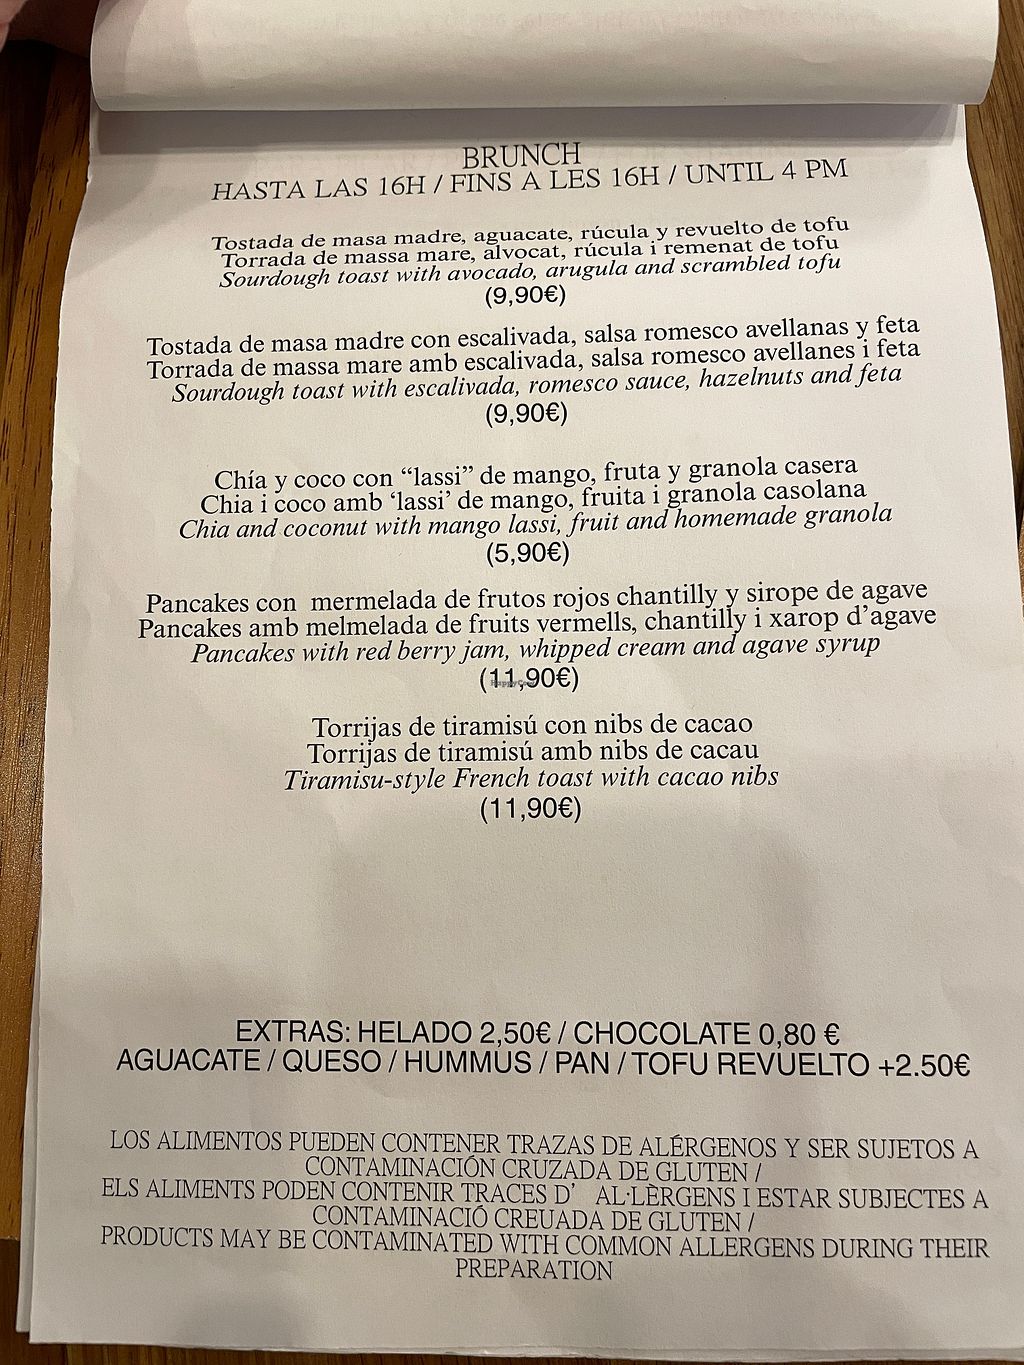 BRUNCH
HASTA LAS 16H / FINS A LES 16H / UNTIL 4 PM
Tostada de masa madre, aguacate, rúcula y revuelto de tofu
Torrada de massa mare, alvocat, rúcula i remenat de tofu
Sourdough toast with avocado, arugula and scrambled tofu
(9,90€)
Tostada de masa madre con escalivada, salsa romesco avellanas y feta
Torrada de massa mare amb escalivada, salsa romesco avellanes i feta
Sourdough toast with escalivada, romesco sauce, hazelnuts and feta
(9,90€)
Chía y coco con “lassi” de mango, fruta y granola casera
Chia i coco amb ‘lassi’ de mango, fruita i granola casolana
Chia and coconut with mango lassi, fruit and homemade granola
(5,90€)
Pancakes con mermelada de frutos rojos chantilly y sirope de agave
Pancakes amb melmelada de fruits vermells, chantilly i xarop d’agave
Pancakes with red berry jam, whipped cream and agave syrup
(11,90€)
HappyCow
Torrijas de tiramisú con nibs de cacao
Torrijas de tiramisú amb nibs de cacau
Tiramisu-style French toast with cacao nibs
(11,90€)
EXTRAS: HELADO 2,50€ / CHOCOLATE 0,80 €
AGUACATE / QUESO / HUMMUS / PAN / TOFU REVUELTO +2.50€
LOS ALIMENTOS PUEDEN CONTENER TRAZAS DE ALÉRGENOS Y SER SUJETOS A
CONTAMINACIÓN CRUZADA DE GLUTEN /
ELS ALIMENTS PODEN CONTENIR TRACES D’ AL·LÈRGENS I ESTAR SUBJECTES A
CONTAMINACIÓ CREUADA DE GLUTEN /
PRODUCTS MAY BE CONTAMINATED WITH COMMON ALLERGENS DURING THEIR
PREPARATION